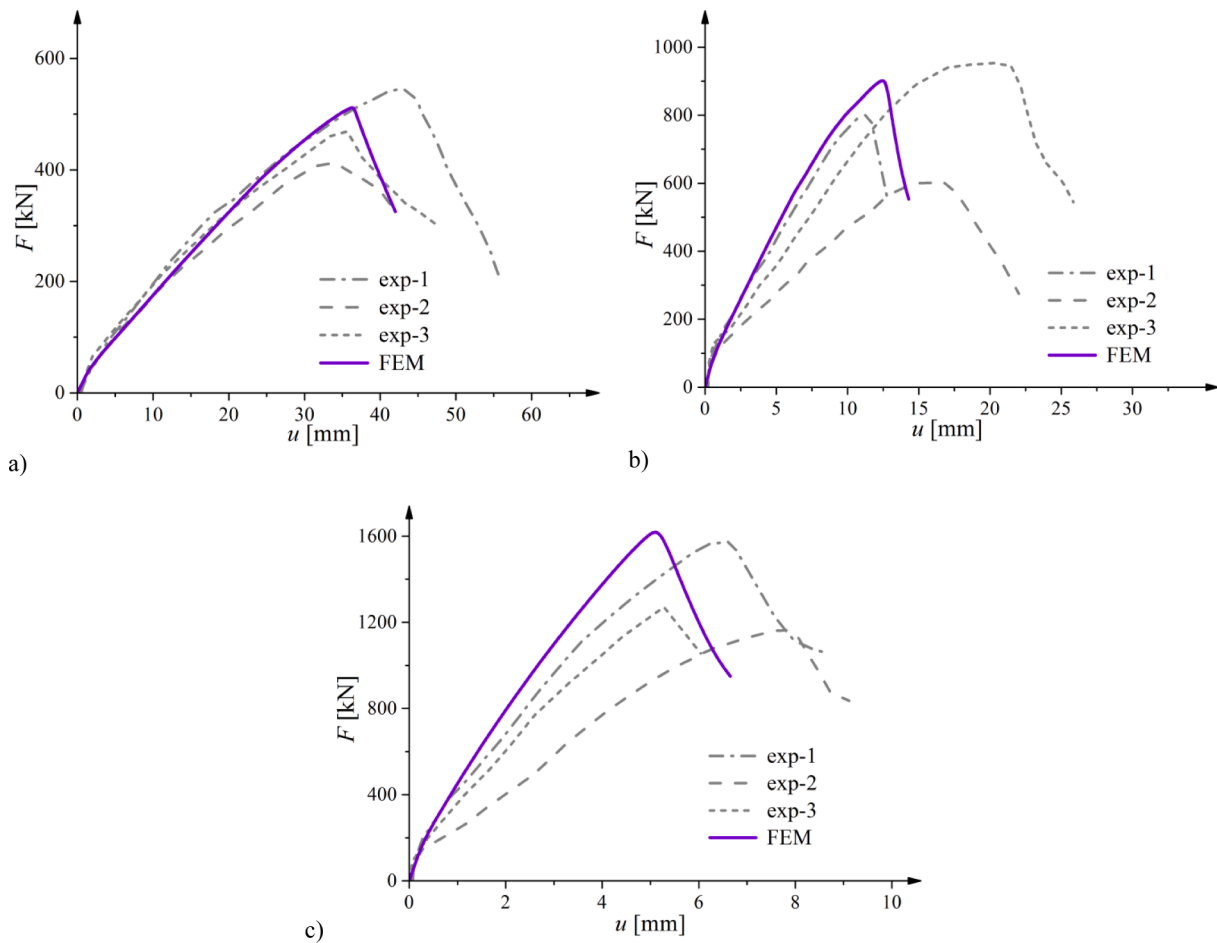 600
400
200
0
F [kN]
exp-1
exp-2
exp-3
FEM
0 10 20 30 40 50 60
u [mm]
a)
1000
800
600
400
200
0
F [kN]
exp-1
exp-2
exp-3
FEM
0 5 10 15 20 25 30
u [mm]
b)
1600
1200
800
400
0
F [kN]
exp-1
exp-2
exp-3
FEM
0 2 4 6 8 10
u [mm]
c)